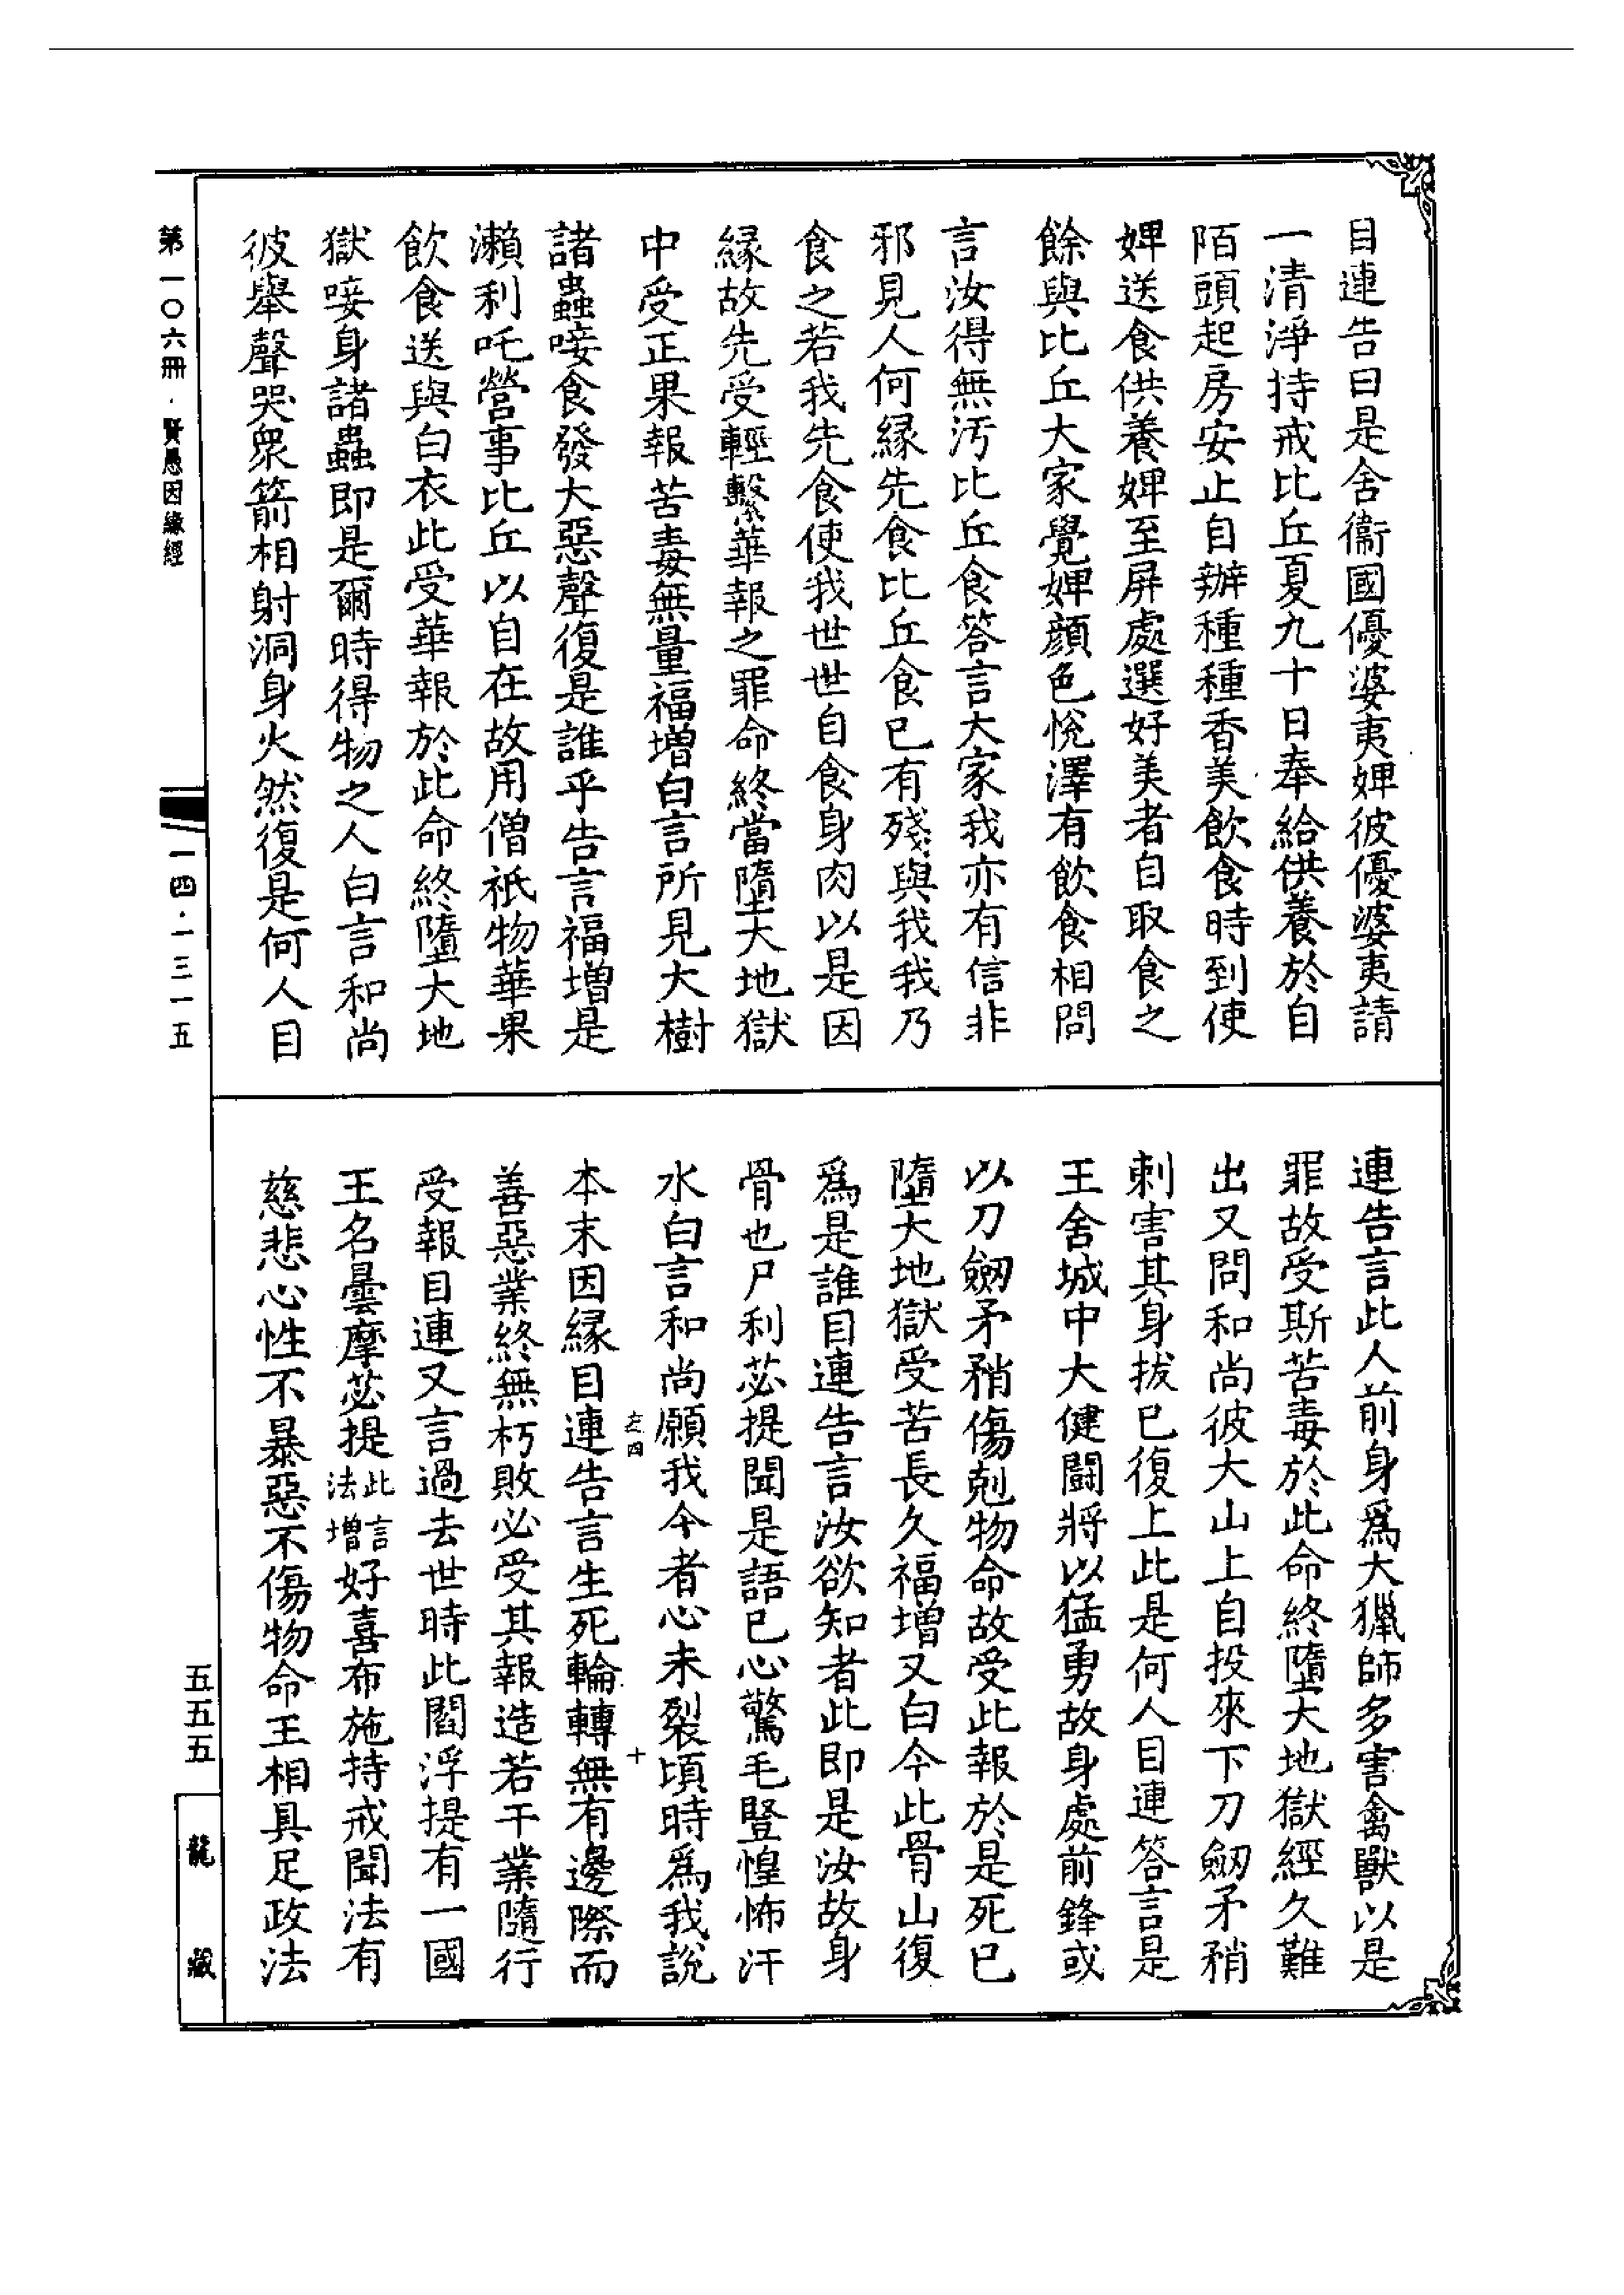 目連告曰是舍衞國優婆夷婢彼優婆夷請
一清淨持戒比丘夏九十日奉給供養於自
陌頭起房安止自辦種種香美飲食時到使
婢送食供養婢至屏處選好美者自取食之
餘與比丘大家覺婢顏色悅澤有飲食相問
言汝得無污比丘食答言大家我亦有信非
邪見人何緣先食比丘食已有殘與我我乃
食之若我先食使我世世自食身肉以是因
緣故先受輕繫華報之罪命終當墮大地獄
中受正果報苦毒無量福增白言所見大樹
諸蟲唼食發大惡聲復是誰乎告言福增是
瀨利吒營事比丘以自在故用僧祇物華果
飲食送與白衣此受華報於此命終墮大地
獄唼身諸蟲即是爾時得物之人白言和尚
彼舉聲哭衆箭相射洞身火然復是何人目
連告言此人前身爲大獵師多害禽獸以是
罪故受斯苦毒於此命終墮大地獄經久難
出又問和尚彼大山上自投來下刀劒矛矟
刺害其身拔已復上此是何人目連答言是
王舍城中大健鬪將以猛勇故身處前鋒或
以刀劒矛矟傷剋物命故受此報於是死已
墮大地獄受苦長久福增又白今此骨山復
爲是誰目連告言汝欲知者此即是汝故身
骨也尸利苾提聞是語已心驚毛豎惶怖汗
水白言和尚願我今者心未裂頃時爲我說
本末因緣目連告言生死輪轉無有邊際而
善惡業終無朽敗必受其報造若干業隨行
受報目連又言過去世時此閻浮提有一國
王名曇摩苾提此言法增好喜布施持戒聞法有
慈悲心性不暴惡不傷物命王相具足政法
四
十
第一〇六冊·賢愚因緣經
一四·一三一五
五五五
龍藏